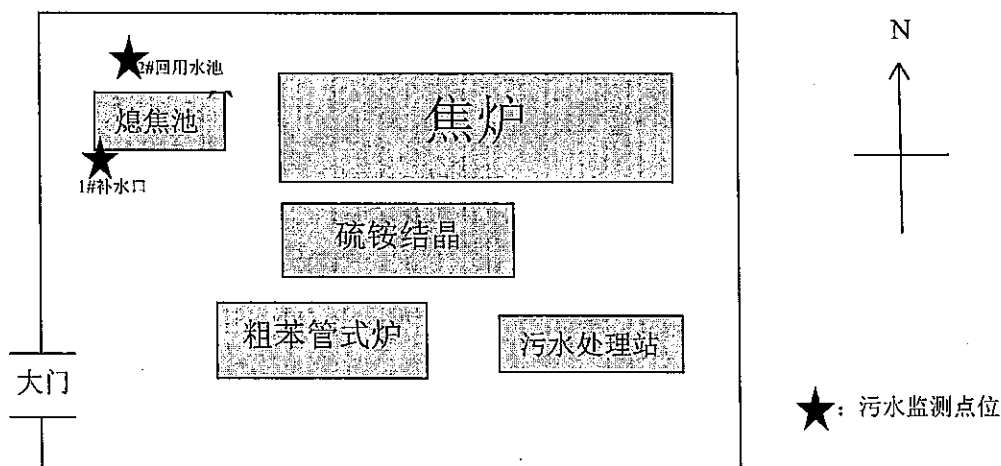 N
2#回用水池
熄焦池
焦炉
1#补水口
硫铵结晶
粗苯管式炉
污水处理站
大门
★：污水监测点位